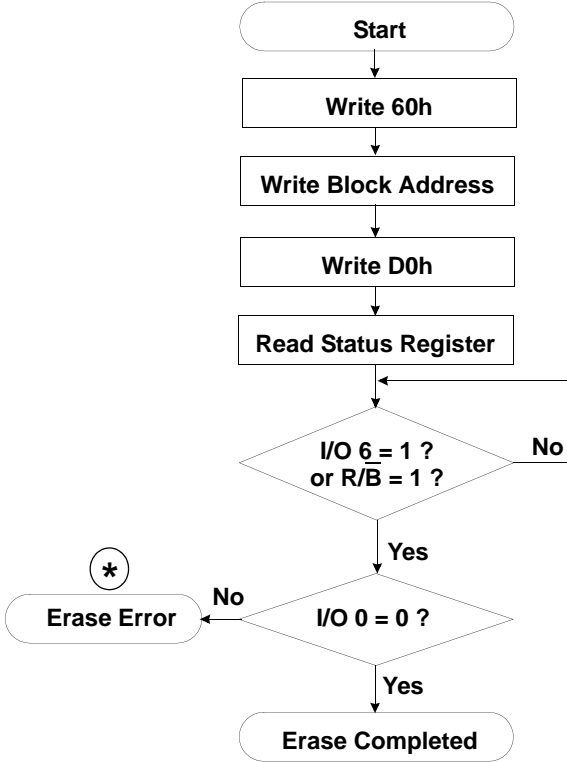 Start
Write 60h
Write Block Address
Write D0h
Read Status Register
I/O 6 = 1 ?
or R/B̅ = 1 ?
No
Yes
*
No
Erase Error
I/O 0 = 0 ?
Yes
Erase Completed